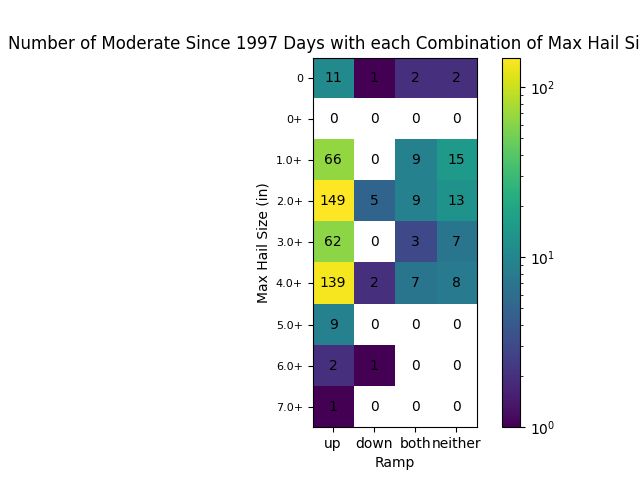 Number of Moderate Since 1997 Days with each Combination of Max Hail Si
0 11 1 2 2
0+ 0 0 0 0
1.0+ 66 0 9 15
2.0+ 149 5 9 13
3.0+ 62 0 3 7
4.0+ 139 2 7 8
5.0+ 9 0 0 0
6.0+ 2 1 0 0
7.0+ 1 0 0 0
up down both neither
Ramp
Max Hail Size (in)
10²
10¹
10⁰